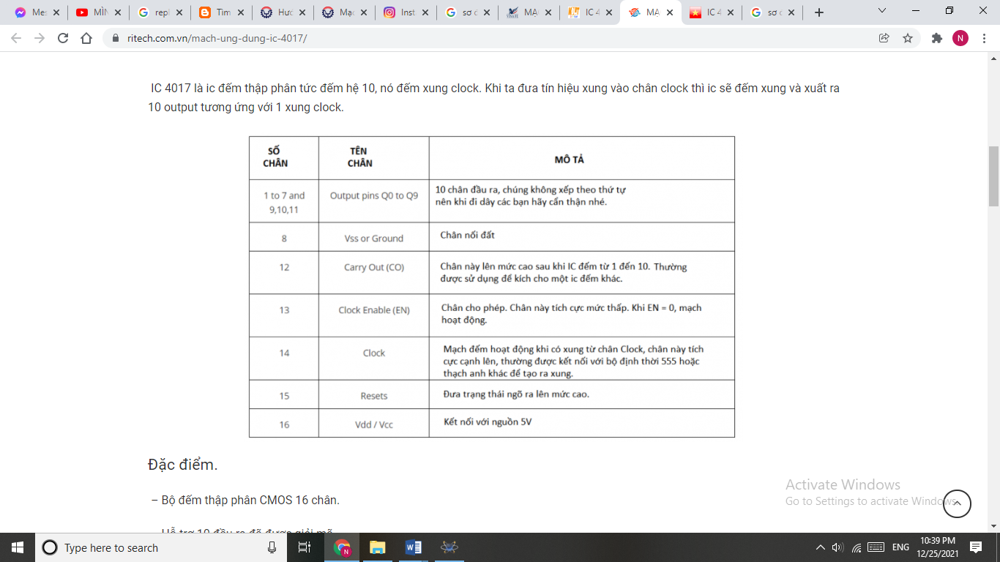 Mes
MÌN
repl
Tim
Hướ
Mạc
Inst
sơ đ
MẠ
IC 4
MẠ
IC 4
sơ đ
ritech.com.vn/mach-ung-dung-ic-4017/
N
IC 4017 là ic đếm thập phân tức đếm hệ 10, nó đếm xung clock. Khi ta đưa tín hiệu xung vào chân clock thì ic sẽ đếm xung và xuất ra
10 output tương ứng với 1 xung clock.
SỐ
CHÂN
TÊN
CHÂN
MÔ TẢ
1 to 7 and
9,10,11
Output pins Q0 to Q9
10 chân đầu ra, chúng không xếp theo thứ tự
nên khi đi dây các bạn hãy cẩn thận nhé.
8
Vss or Ground
Chân nối đất
12
Carry Out (CO)
Chân này lên mức cao sau khi IC đếm từ 1 đến 10. Thường
được sử dụng để kích cho một ic đếm khác.
13
Clock Enable (EN)
Chân cho phép. Chân này tích cực mức thấp. Khi EN = 0, mạch
hoạt động.
14
Clock
Mạch đếm hoạt động khi có xung từ chân Clock, chân này tích
cực cạnh lên, thường được kết nối với bộ định thời 555 hoặc
thạch anh khác để tạo ra xung.
15
Resets
Đưa trạng thái ngõ ra lên mức cao.
16
Vdd / Vcc
Kết nối với nguồn 5V
Đặc điểm.
– Bộ đếm thập phân CMOS 16 chân.
– Hỗ trợ 10 đầu ra đã được giải mã
Activate Windows
Go to Settings to activate Windows.
Type here to search
N
ENG
10:39 PM
12/25/2021